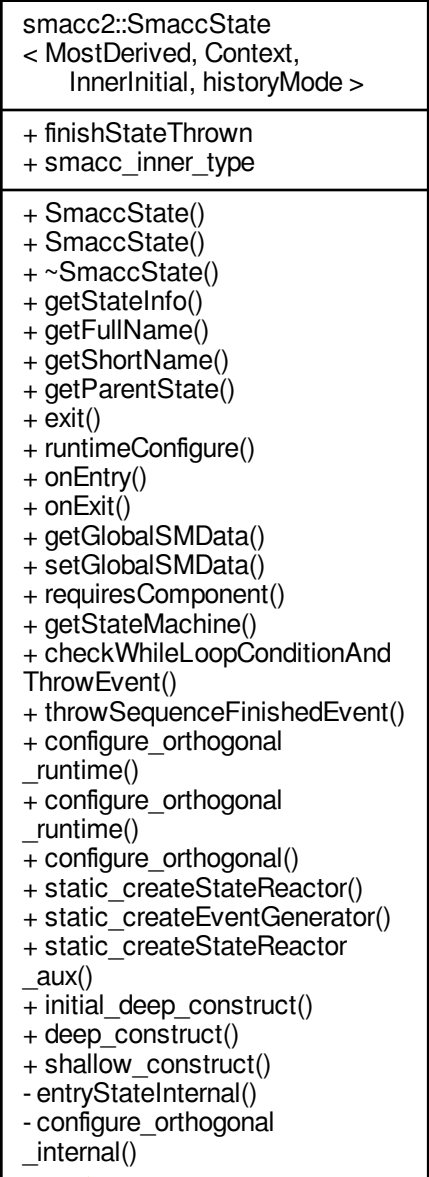 smacc2::SmaccState
< MostDerived, Context,
InnerInitial, historyMode >
+ finishStateThrown
+ smacc_inner_type
+ SmaccState()
+ SmaccState()
+ ~SmaccState()
+ getStateInfo()
+ getFullName()
+ getShortName()
+ getParentState()
+ exit()
+ runtimeConfigure()
+ onEntry()
+ onExit()
+ getGlobalSMData()
+ setGlobalSMData()
+ requiresComponent()
+ getStateMachine()
+ checkWhileLoopConditionAnd
ThrowEvent()
+ throwSequenceFinishedEvent()
+ configure_orthogonal
_runtime()
+ configure_orthogonal
_runtime()
+ configure_orthogonal()
+ static_createStateReactor()
+ static_createEventGenerator()
+ static_createStateReactor
_aux()
+ initial_deep_construct()
+ deep_construct()
+ shallow_construct()
- entryStateInternal()
- configure_orthogonal
_internal()